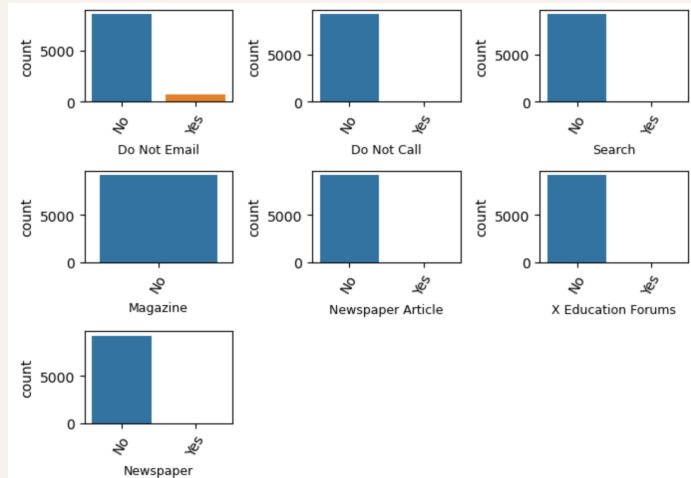 count
5000
0
No
Yes
Do Not Email
count
5000
0
No
Yes
Do Not Call
count
5000
0
No
Yes
Search
count
5000
0
No
Magazine
count
5000
0
No
Yes
Newspaper Article
count
5000
0
No
Yes
X Education Forums
count
5000
0
No
Yes
Newspaper